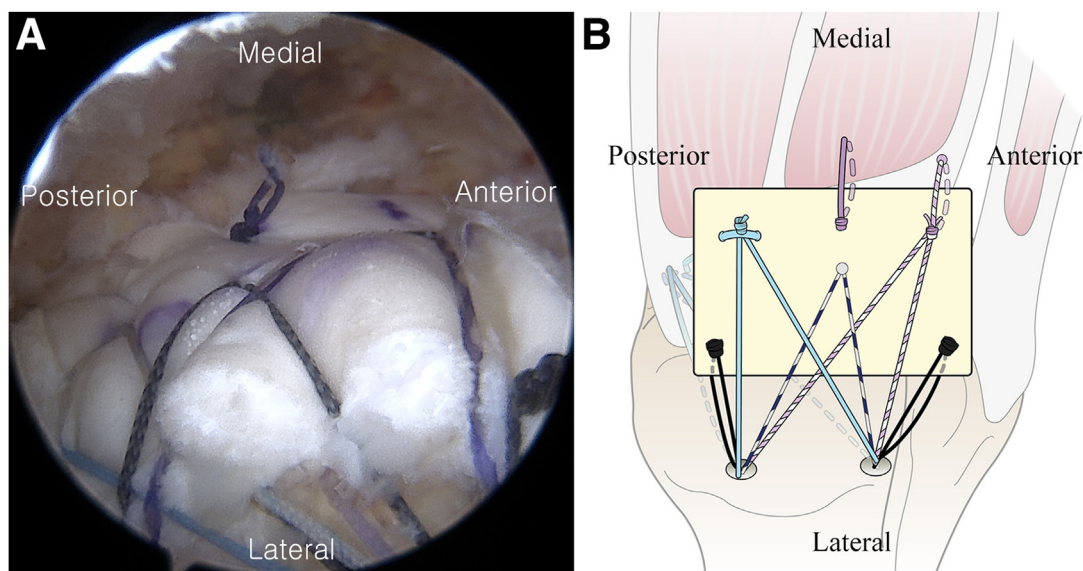 A
Medial
Posterior
Anterior
Lateral
B
Medial
Posterior
Anterior
Lateral